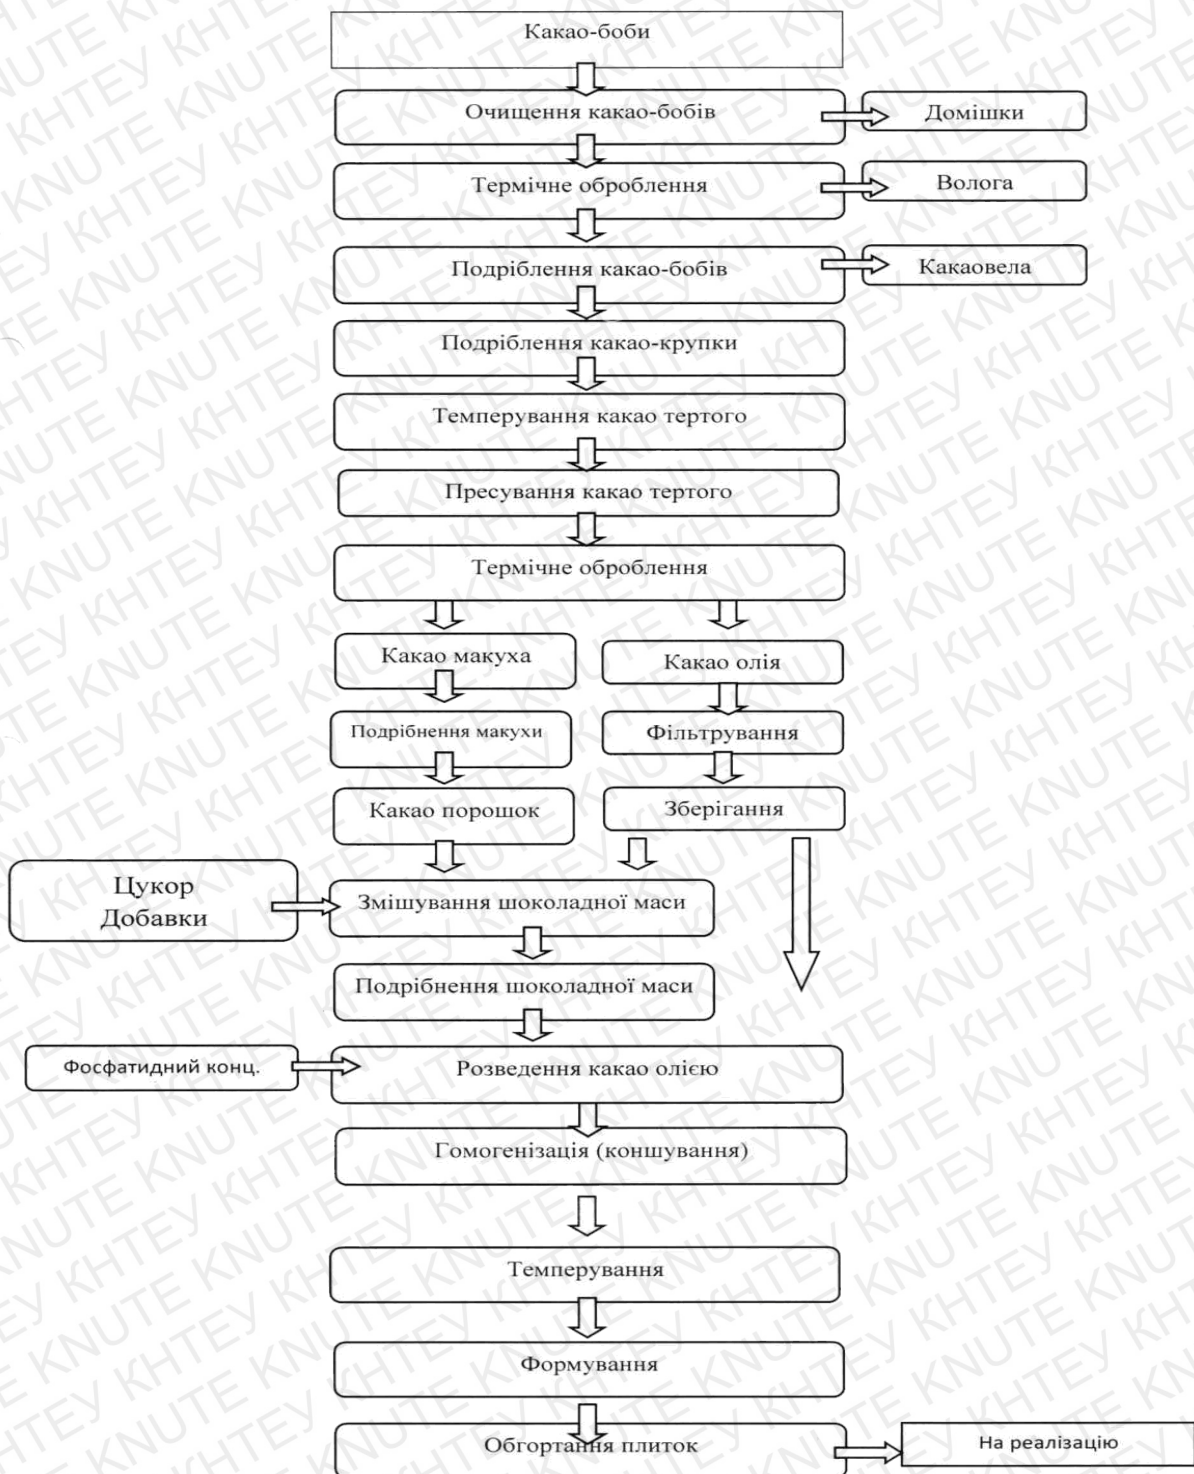 Какао-боби
Очищення какао-бобів
Домішки
Термічне оброблення
Волога
Подріблення какао-бобів
Какаовела
Подріблення какао-крупки
Темперування какао тертого
Пресування какао тертого
Термічне оброблення
Какао макуха
Какао олія
Подрібнення макухи
Фільтрування
Какао порошок
Зберігання
Цукор
Добавки
Змішування шоколадної маси
Подрібнення шоколадної маси
Фосфатидний конц.
Розведення какао олією
Гомогенізація (коншування)
Темперування
Формування
Обгортання плиток
На реалізацію